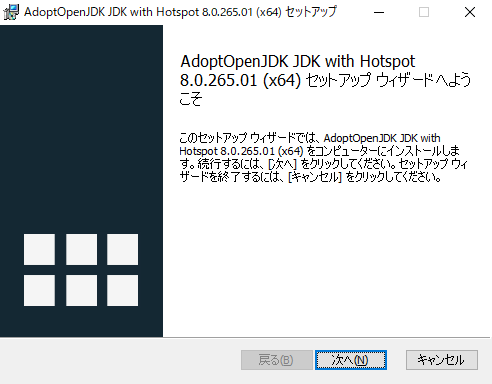 AdoptOpenJDK JDK with Hotspot 8.0.265.01 (x64) セットアップ
AdoptOpenJDK JDK with Hotspot
8.0.265.01 (x64) セットアップ ウィザードへよう
こそ
このセットアップ ウィザードでは、AdoptOpenJDK JDK with
Hotspot 8.0.265.01 (x64) をコンピューターにインストールしま
す。続行するには、[次へ] をクリックしてください。セットアップ ウィ
ザードを終了するには、[キャンセル] をクリックしてください。
戻る(B)
次へ(N)
キャンセル